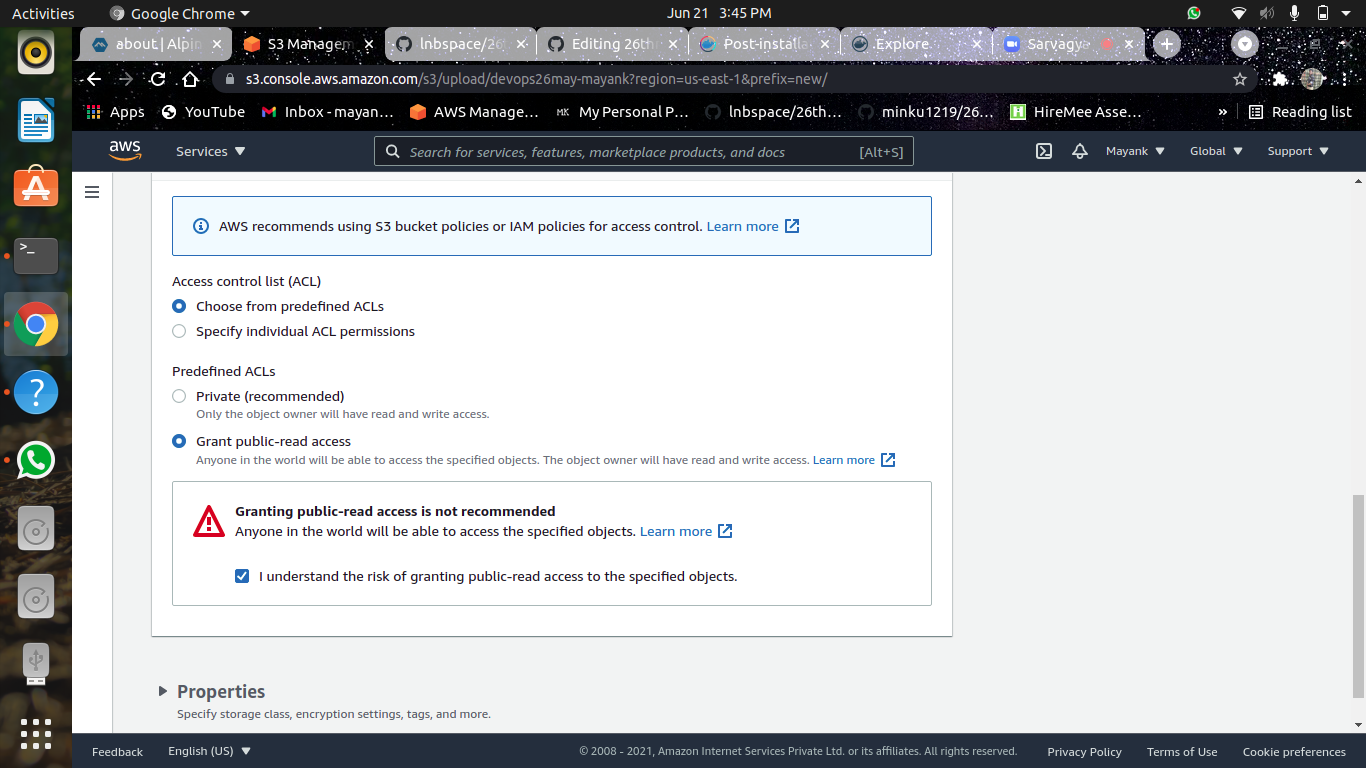 Activities
Google Chrome
Jun 21 3:45 PM
about | Alpin
S3 Managem
lnbspace/26
Editing 26th
Post-installa
Explore
Sarvagya
s3.console.aws.amazon.com/s3/upload/devops26may-mayank?region=us-east-1&prefix=new/
Apps
YouTube
Inbox - mayan...
AWS Manage...
MK My Personal P...
lnbspace/26th...
minku1219/26...
H HireMee Asse...
»
Reading list
aws
Services
Search for services, features, marketplace products, and docs
[Alt+S]
Mayank
Global
Support
AWS recommends using S3 bucket policies or IAM policies for access control. Learn more
Access control list (ACL)
Choose from predefined ACLs
Specify individual ACL permissions
Predefined ACLs
Private (recommended)
Only the object owner will have read and write access.
Grant public-read access
Anyone in the world will be able to access the specified objects. The object owner will have read and write access. Learn more
Granting public-read access is not recommended
Anyone in the world will be able to access the specified objects. Learn more
I understand the risk of granting public-read access to the specified objects.
Properties
Specify storage class, encryption settings, tags, and more.
Feedback
English (US)
© 2008 - 2021, Amazon Internet Services Private Ltd. or its affiliates. All rights reserved.
Privacy Policy
Terms of Use
Cookie preferences